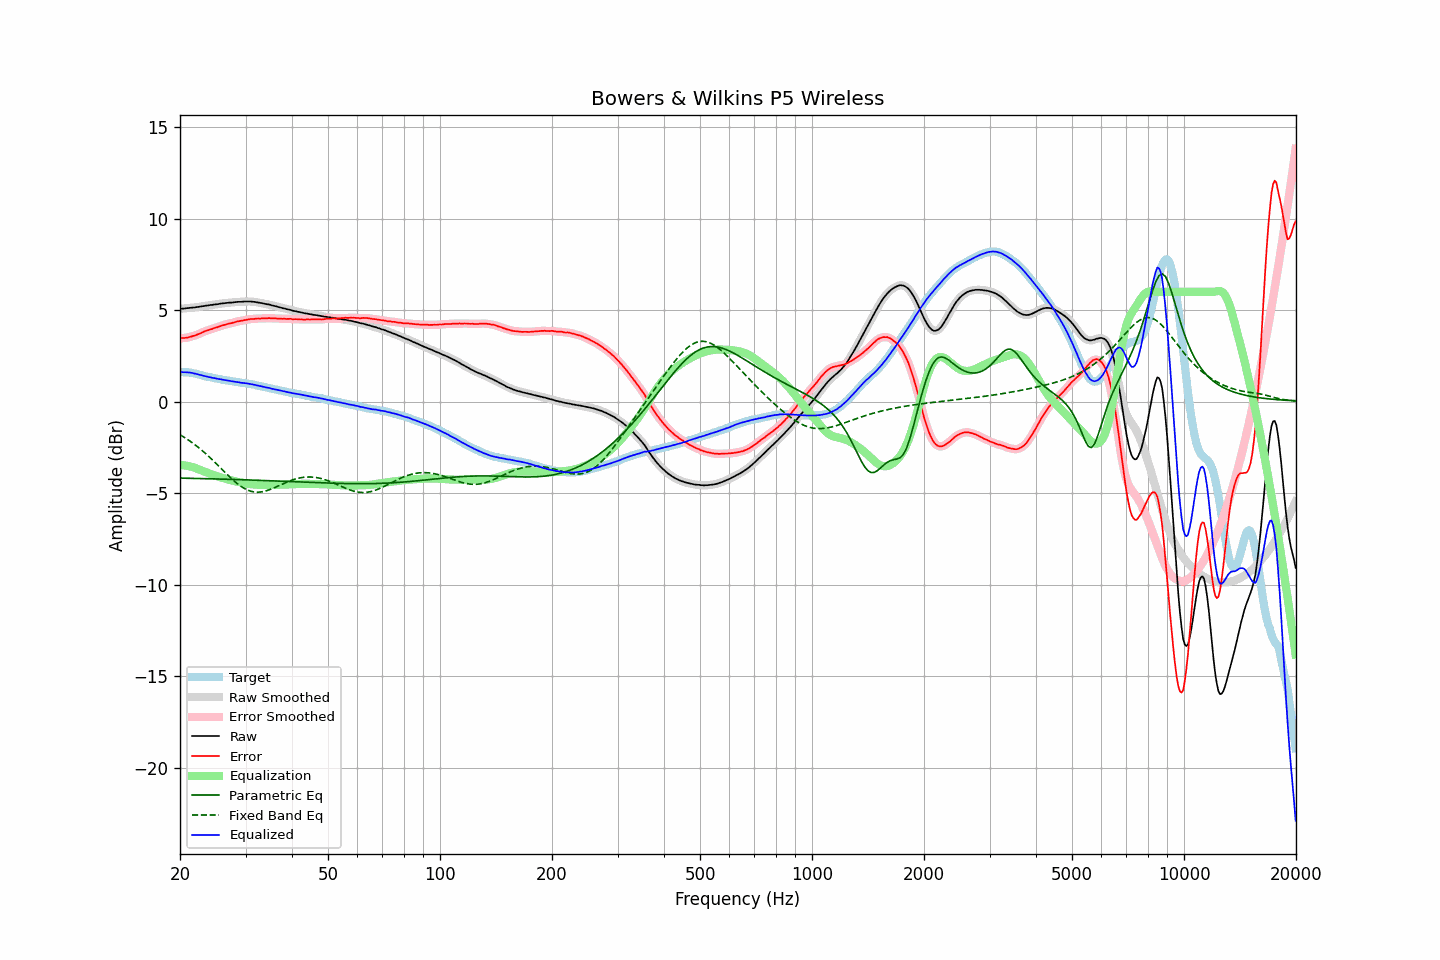 Bowers & Wilkins P5 Wireless
Amplitude (dBr)
15
10
5
0
−5
−10
−15
−20
Target
Raw Smoothed
Error Smoothed
Raw
Error
Equalization
Parametric Eq
Fixed Band Eq
Equalized
20 50 100 200 500 1000 2000 5000 10000 20000
Frequency (Hz)